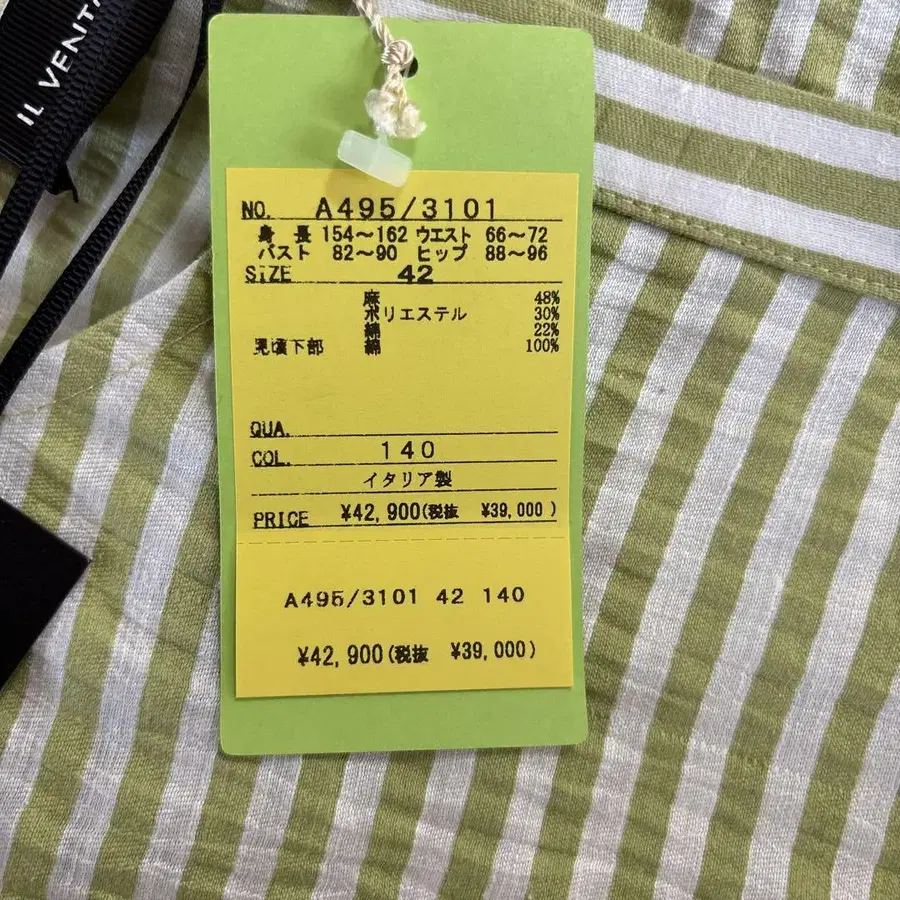 IL VENTA
NO. A495/3101
身長 154〜162 ウエスト 66〜72
バスト 82〜90 ヒップ 88〜96
SIZE 42
麻 48%
ポリエステル 30%
綿 22%
見頃下部 綿 100%
QUA.
COL. 140
イタリア製
PRICE ¥42,900(税抜 ¥39,000)
A495/3101 42 140
¥42,900(税抜 ¥39,000)